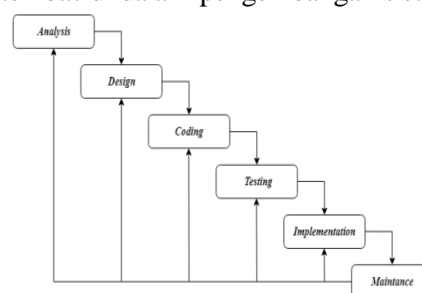 Analysis
Design
Coding
Testing
Implementation
Maintance